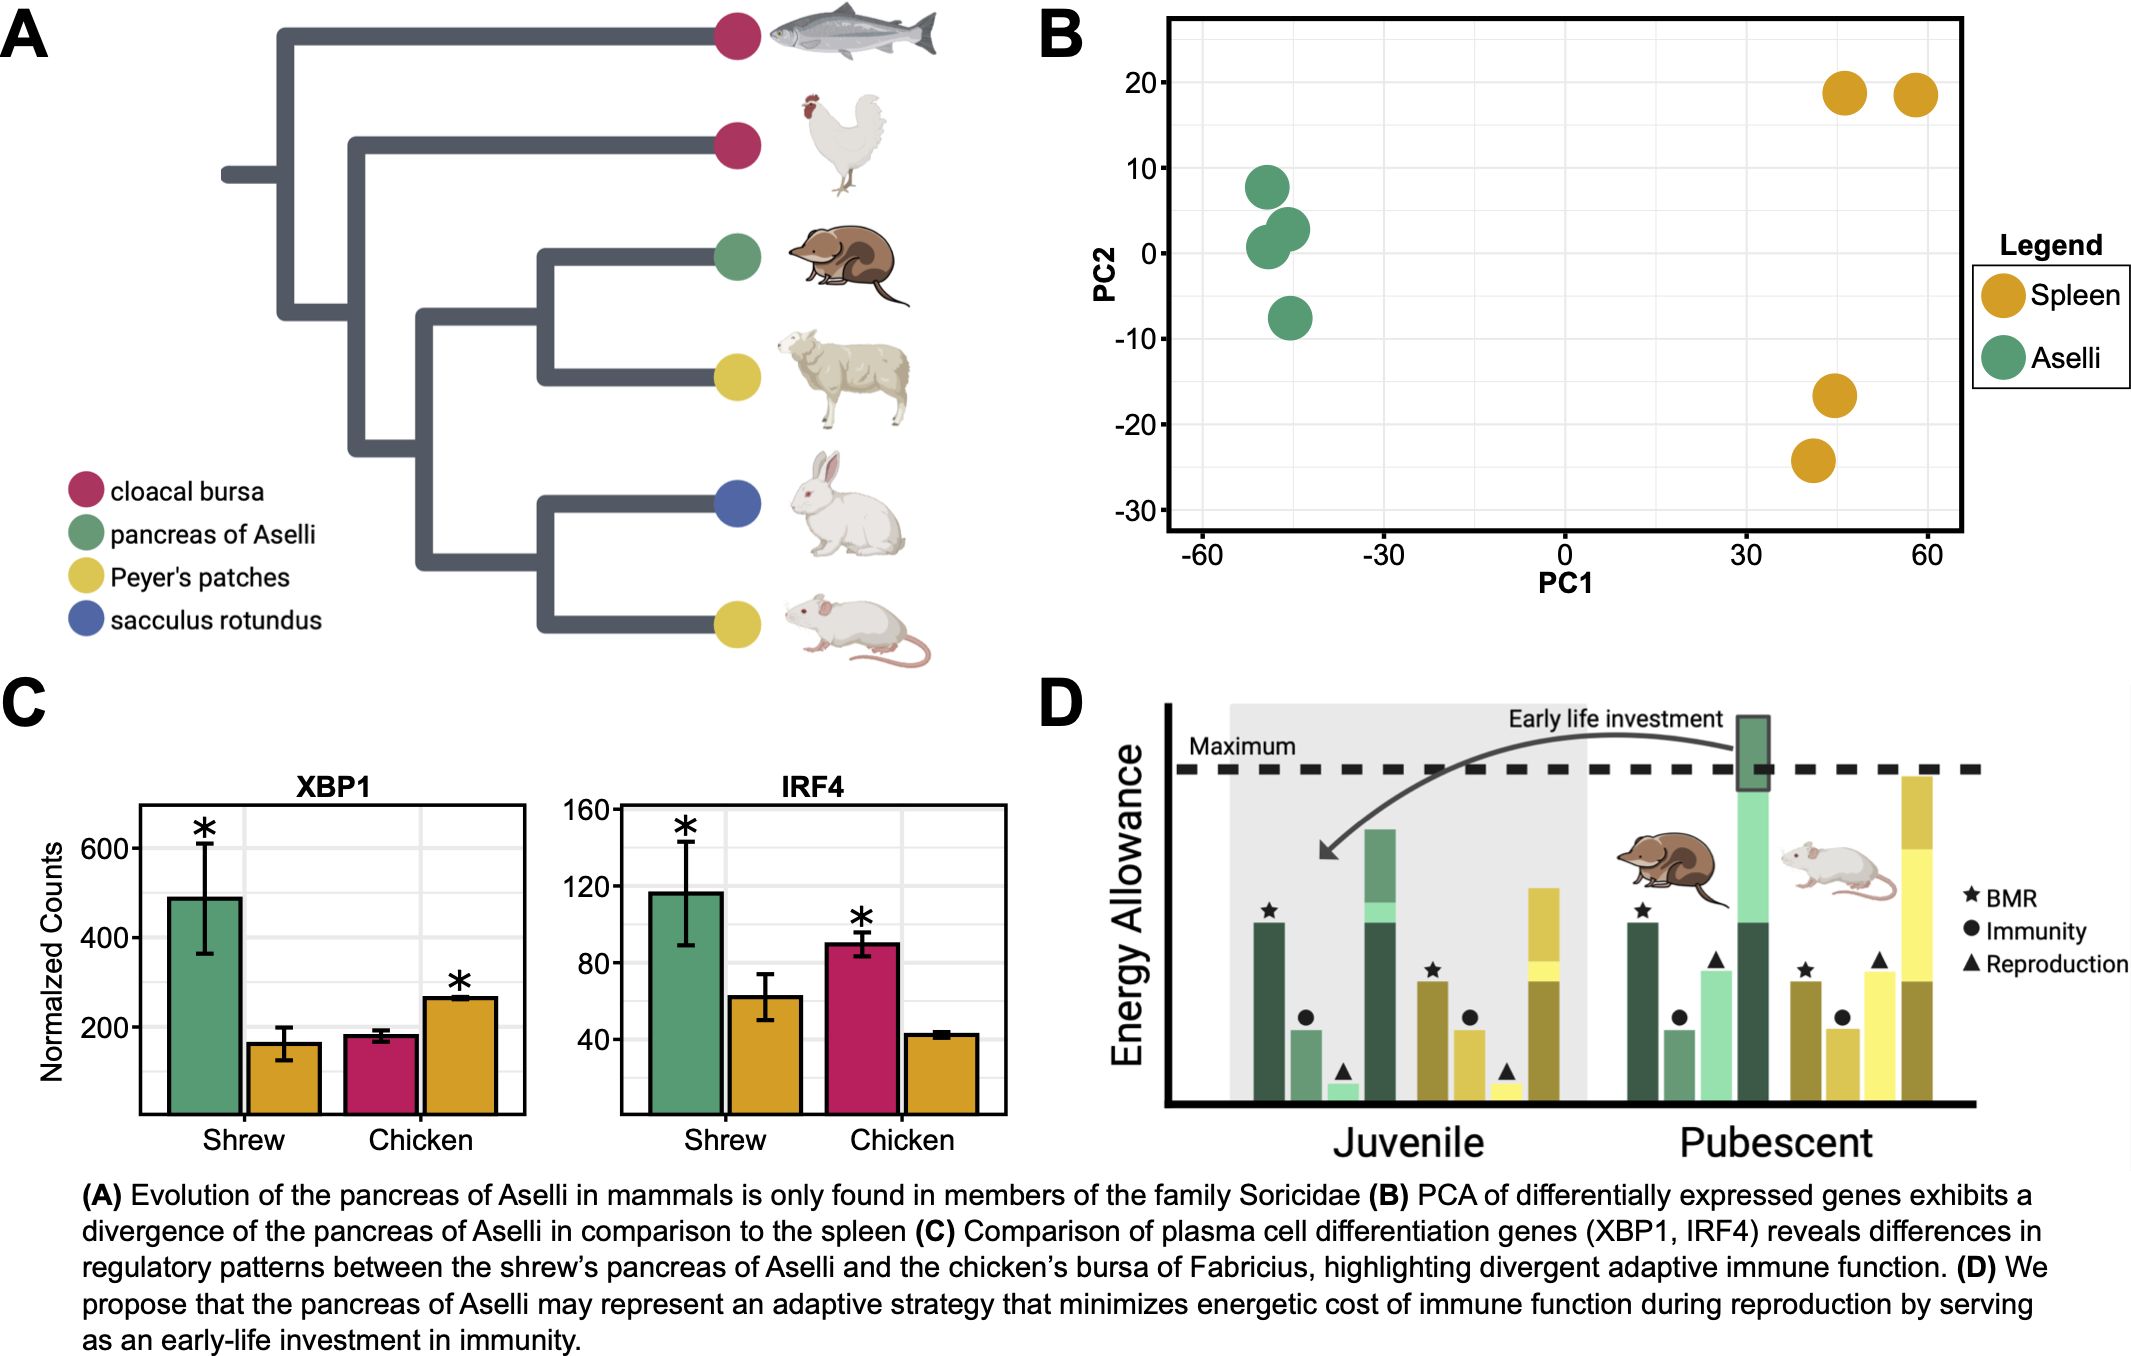 A
cloacal bursa
pancreas of Aselli
Peyer's patches
sacculus rotundus
B
PC2
20
10
0
-10
-20
-30
-60
-30
0
30
60
PC1
Legend
Spleen
Aselli
C
Normalzed Counts
XBP1
600
400
200
*
*
Shrew
Chicken
IRF4
160
120
80
40
*
*
Shrew
Chicken
D
Energy Allowance
Early life investment
Maximum
BMR
Immunity
Reproduction
Juvenile
Pubescent
(A) Evolution of the pancreas of Aselli in mammals is only found in members of the family Soricidae (B) PCA of differentially expressed genes exhibits a
divergence of the pancreas of Aselli in comparison to the spleen (C) Comparison of plasma cell differentiation genes (XBP1, IRF4) reveals differences in
regulatory patterns between the shrew’s pancreas of Aselli and the chicken’s bursa of Fabricius, highlighting divergent adaptive immune function. (D) We
propose that the pancreas of Aselli may represent an adaptive strategy that minimizes energetic cost of immune function during reproduction by serving
as an early-life investment in immunity.